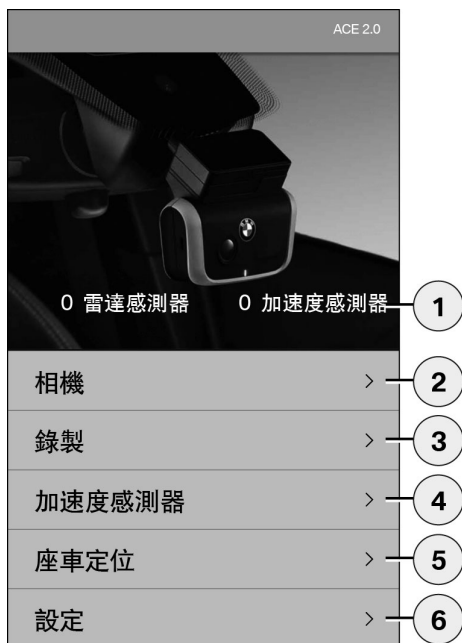 ACE 2.0
0 雷達感測器 0 加速度感測器 1
相機 > 2
錄製 > 3
加速度感測器 > 4
座車定位 > 5
設定 > 6